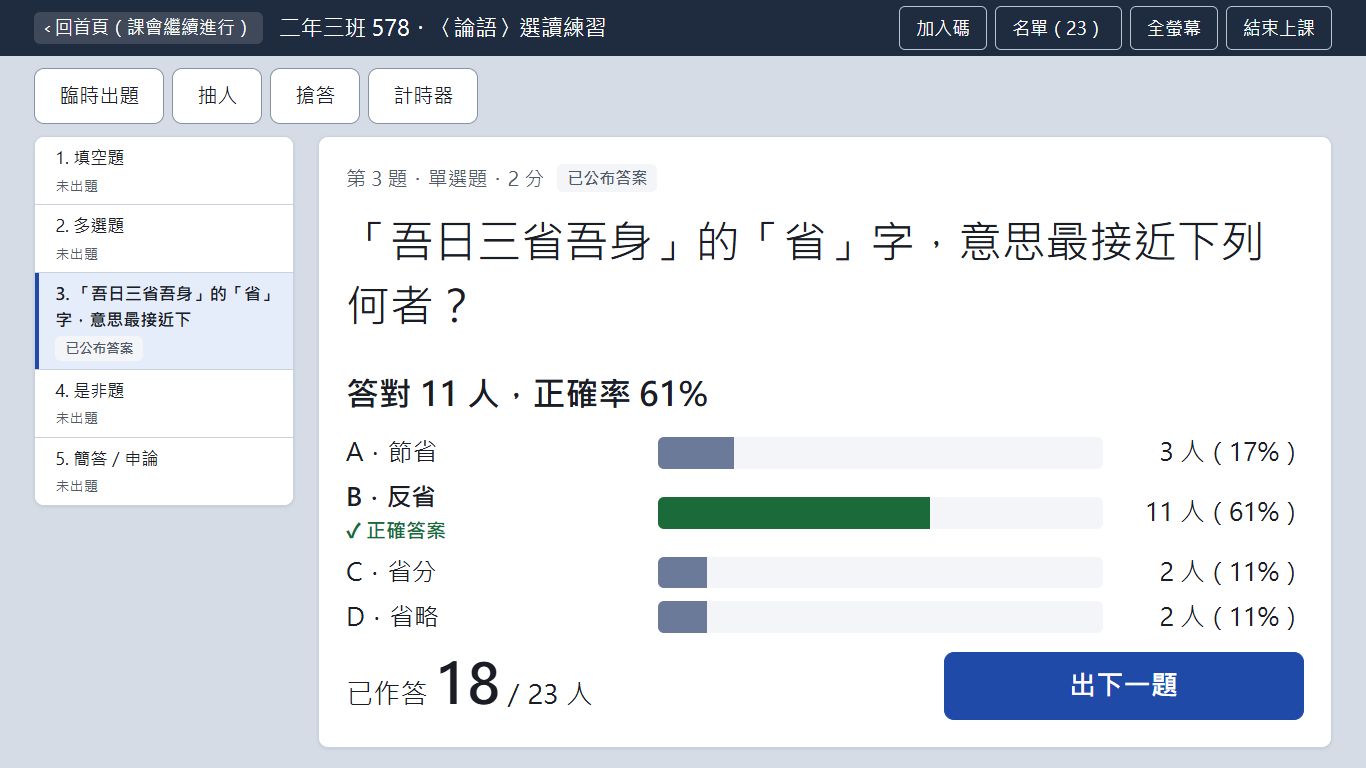 ‹ 回首頁（課會繼續進行）
二年三班 578．〈論語〉選讀練習
加入碼
名單（23）
全螢幕
結束上課
臨時出題
抽人
搶答
計時器
1. 填空題
未出題
2. 多選題
未出題
3. 「吾日三省吾身」的「省」
字，意思最接近下
已公布答案
4. 是非題
未出題
5. 簡答 / 申論
未出題
第 3 題．單選題．2 分
已公布答案
「吾日三省吾身」的「省」字，意思最接近下列
何者？
答對 11 人，正確率 61%
A．節省
3 人（17%）
B．反省
✓ 正確答案
11 人（61%）
C．省分
2 人（11%）
D．省略
2 人（11%）
已作答 18 / 23 人
出下一題